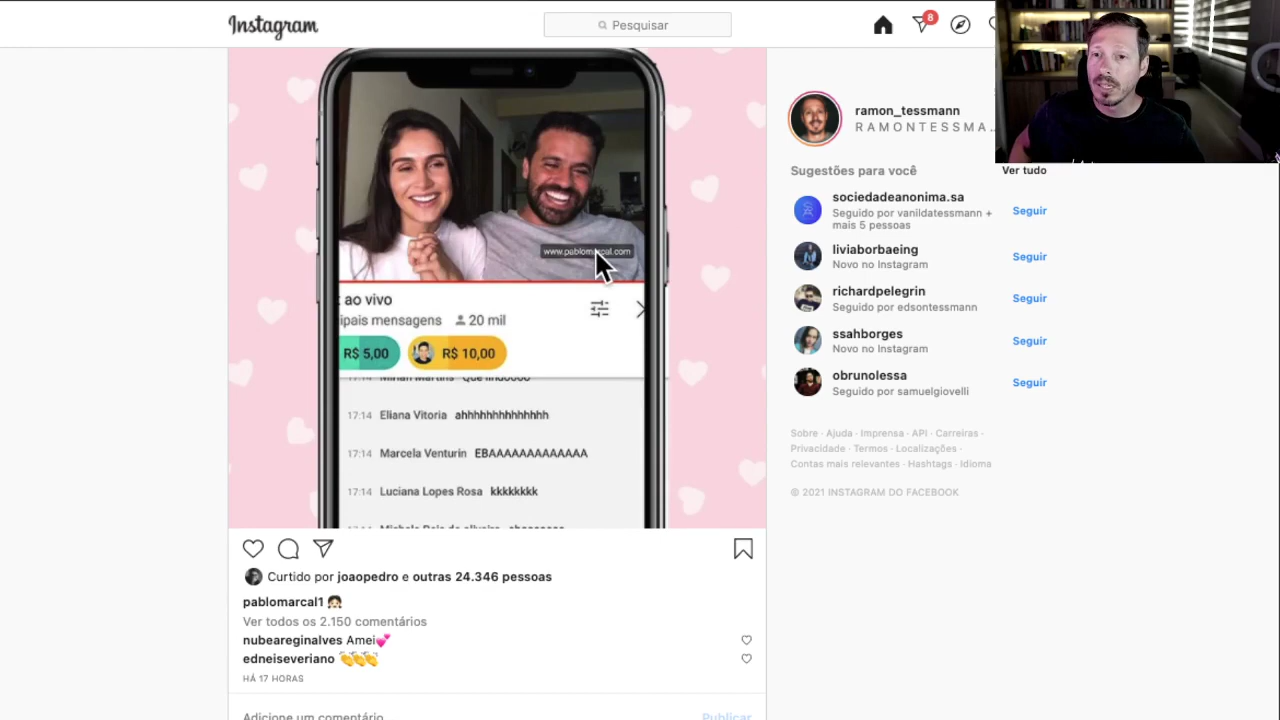 Instagram
Pesquisar
8
www.pablomarcal.com
ao vivo
ipais mensagens 20 mil
R$ 5,00 R$ 10,00
17:14 Eliana Vitoria ahhhhhhhhhhhhh
17:14 Marcela Venturin EBAAAAAAAAAAAA
17:14 Luciana Lopes Rosa kkkkkkkk
Curtido por joaopedro e outras 24.346 pessoas
pablomarcal1
Ver todos os 2.150 comentários
nubeareginalves Amei
edneiseveriano
HÁ 17 HORAS
Adicione um comentário...
Publicar
ramon_tessmann
RAMONTESSMA...
Sugestões para você
Ver tudo
sociedadeanonima.sa
Seguido por vanildatessmann +
mais 5 pessoas
Seguir
liviaborbaeing
Novo no Instagram
Seguir
richardpelegrin
Seguido por edsontessmann
Seguir
ssahborges
Novo no Instagram
Seguir
obrunolessa
Seguido por samuelgiovelli
Seguir
Sobre · Ajuda · Imprensa · API · Carreiras ·
Privacidade · Termos · Localizações ·
Contas mais relevantes · Hashtags · Idioma
© 2021 INSTAGRAM DO FACEBOOK